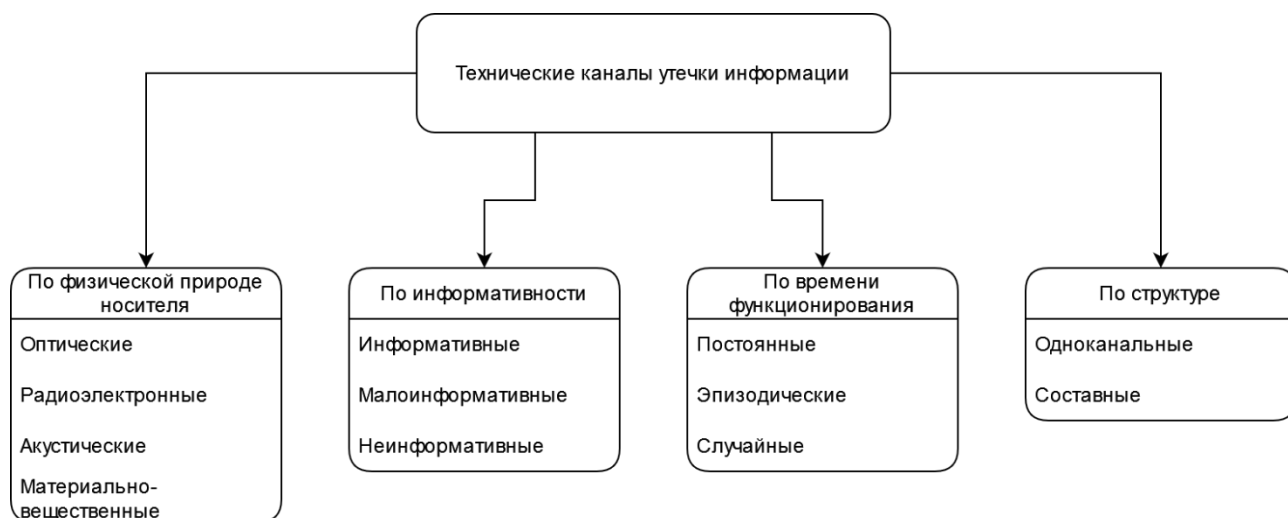 Технические каналы утечки информации
По физической природе
носителя
Оптические
Радиоэлектронные
Акустические
Материально-
вещественные
По информативности
Информативные
Малоинформативные
Неинформативные
По времени
функционирования
Постоянные
Эпизодические
Случайные
По структуре
Одноканальные
Составные